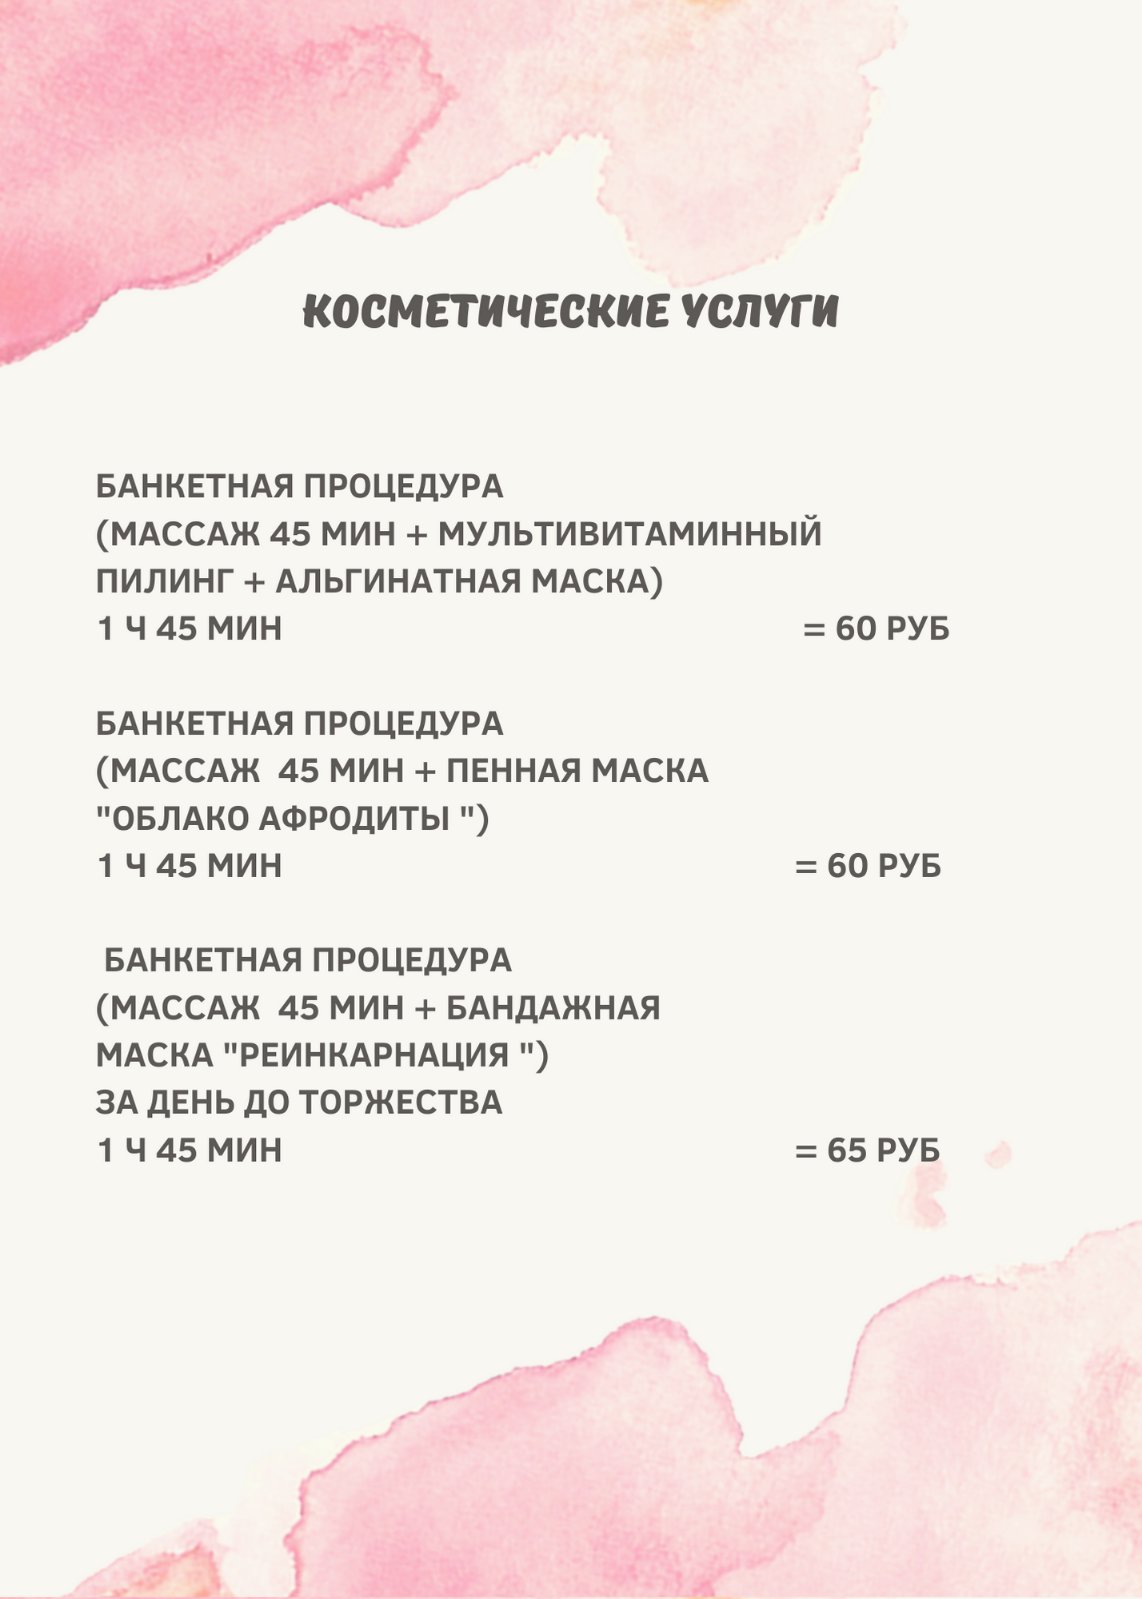 КОСМЕТИЧЕСКИЕ УСЛУГИ
БАНКЕТНАЯ ПРОЦЕДУРА
(МАССАЖ 45 МИН + МУЛЬТИВИТАМИННЫЙ
ПИЛИНГ + АЛЬГИНАТНАЯ МАСКА)
1 Ч 45 МИН = 60 РУБ
БАНКЕТНАЯ ПРОЦЕДУРА
(МАССАЖ 45 МИН + ПЕННАЯ МАСКА
"ОБЛАКО АФРОДИТЫ ")
1 Ч 45 МИН = 60 РУБ
БАНКЕТНАЯ ПРОЦЕДУРА
(МАССАЖ 45 МИН + БАНДАЖНАЯ
МАСКА "РЕИНКАРНАЦИЯ ")
ЗА ДЕНЬ ДО ТОРЖЕСТВА
1 Ч 45 МИН = 65 РУБ